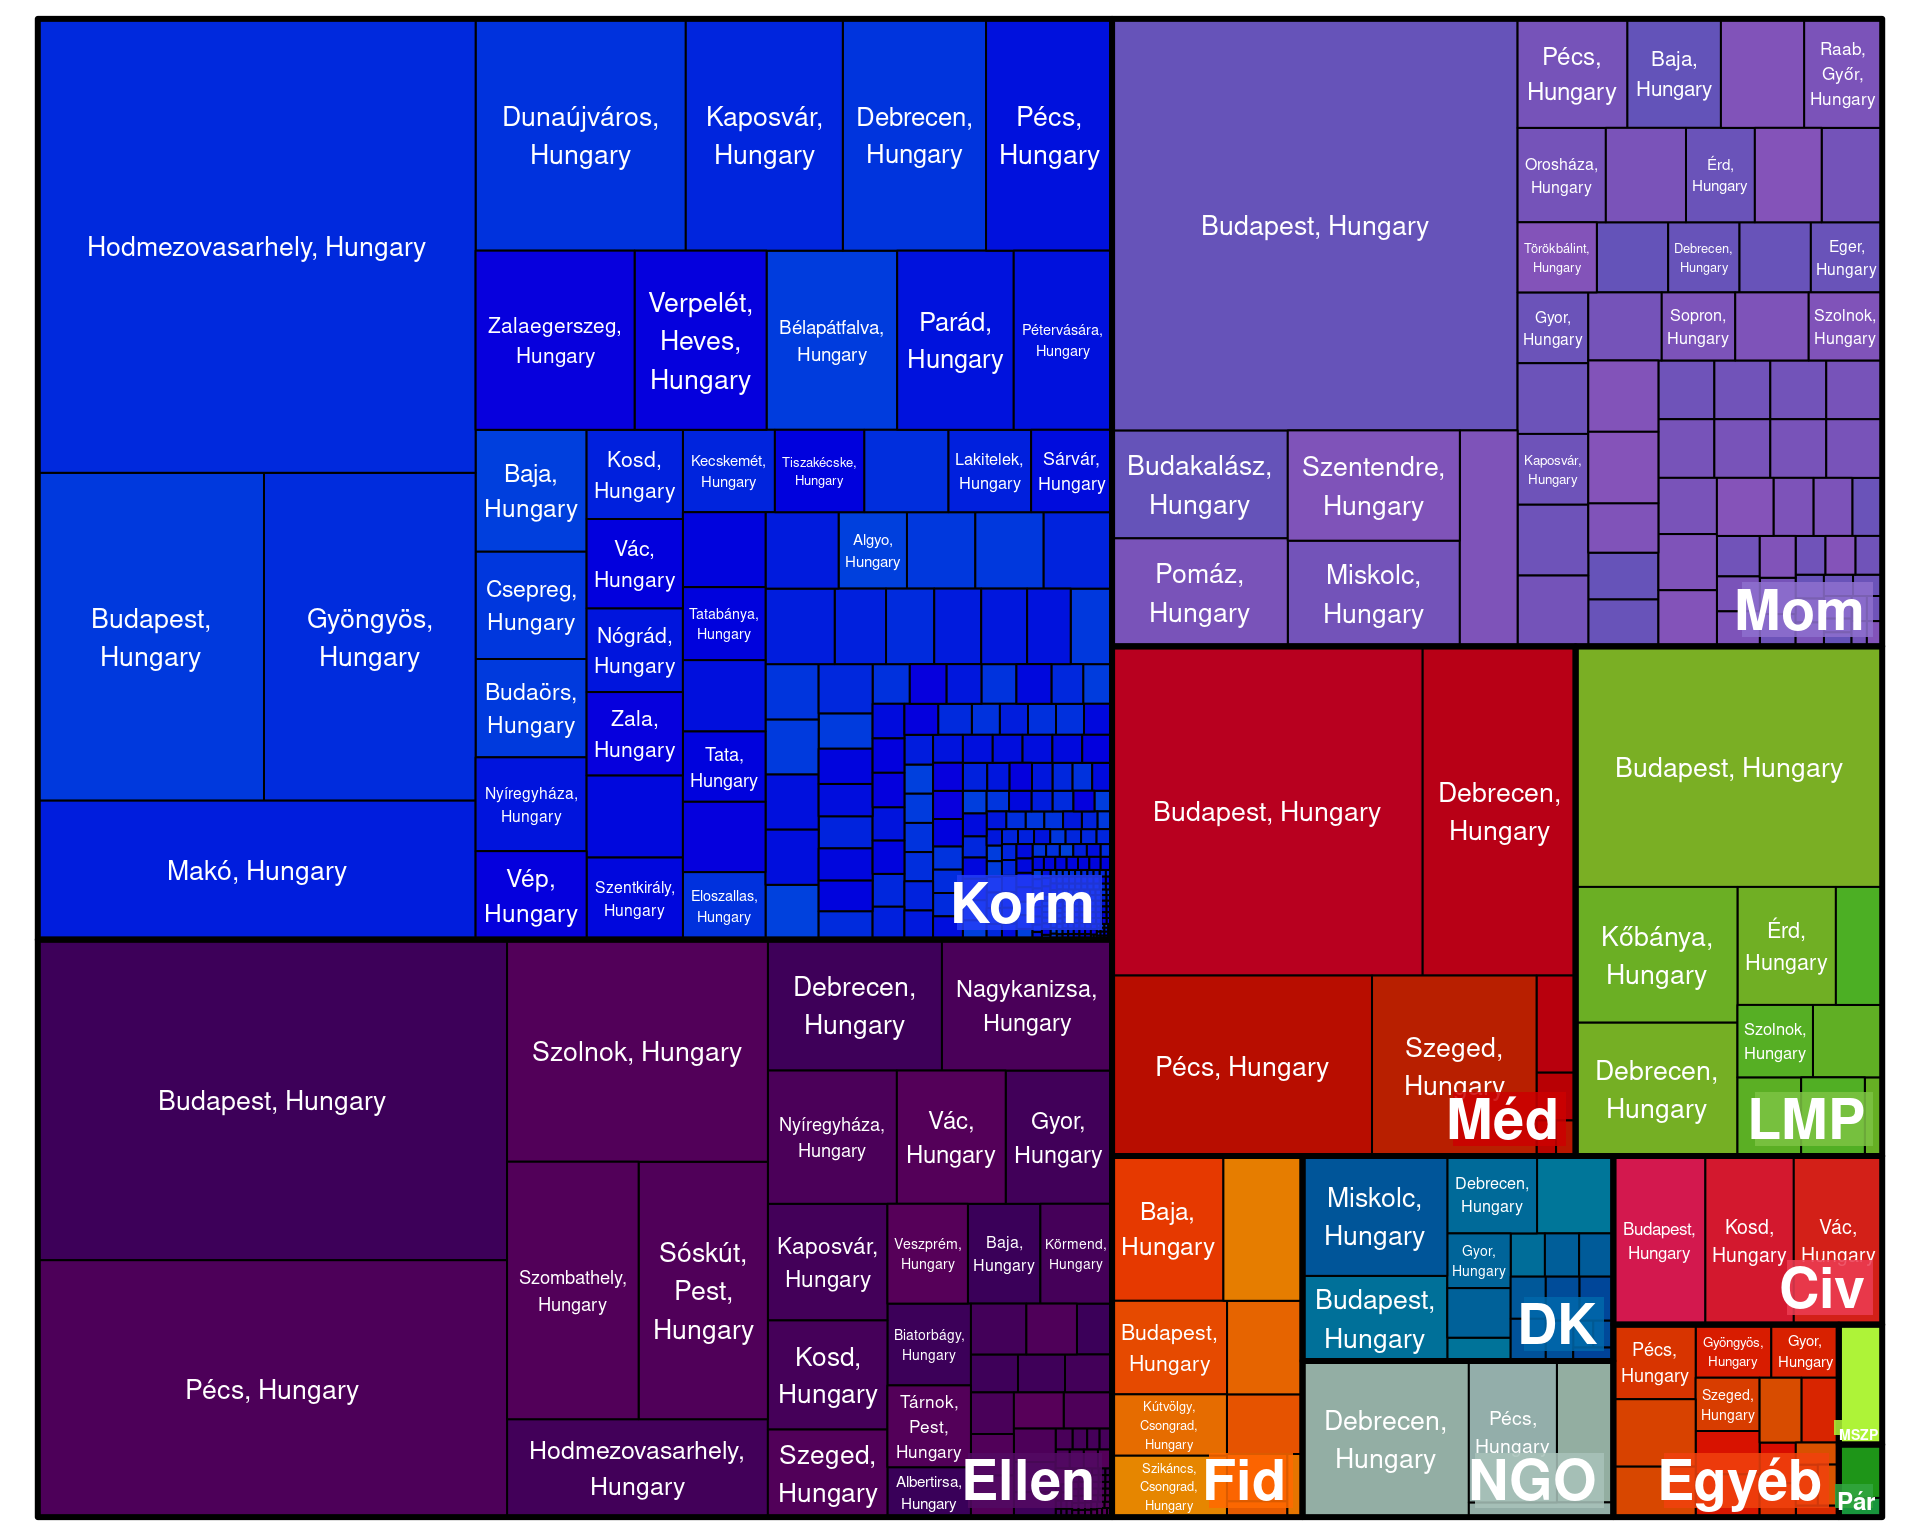 Hodmezovasarhely, Hungary
Budapest,
Hungary
Gyöngyös,
Hungary
Makó, Hungary
Dunaújváros,
Hungary
Kaposvár,
Hungary
Debrecen,
Hungary
Pécs,
Hungary
Zalaegerszeg,
Hungary
Verpelét,
Heves,
Hungary
Bélapátfalva,
Hungary
Parád,
Hungary
Pétervására,
Hungary
Baja,
Hungary
Csepreg,
Hungary
Budaörs,
Hungary
Nyíregyháza,
Hungary
Vép,
Hungary
Kosd,
Hungary
Vác,
Hungary
Nógrád,
Hungary
Zala,
Hungary
Szentkirály,
Hungary
Kecskemét,
Hungary
Tiszakécske,
Hungary
Lakitelek,
Hungary
Sárvár,
Hungary
Algyo,
Hungary
Tatabánya,
Hungary
Tata,
Hungary
Eloszallas,
Hungary
Korm
Budapest, Hungary
Pécs,
Hungary
Baja,
Hungary
Raab,
Győr,
Hungary
Orosháza,
Hungary
Érd,
Hungary
Törökbálint,
Hungary
Debrecen,
Hungary
Eger,
Hungary
Gyor,
Hungary
Sopron,
Hungary
Szolnok,
Hungary
Kaposvár,
Hungary
Budakalász,
Hungary
Szentendre,
Hungary
Pomáz,
Hungary
Miskolc,
Hungary
Mom
Budapest, Hungary
Debrecen,
Hungary
Pécs, Hungary
Szeged,
Hungary
Méd
Budapest, Hungary
Kőbánya,
Hungary
Érd,
Hungary
Debrecen,
Hungary
Szolnok,
Hungary
LMP
Budapest, Hungary
Pécs, Hungary
Szolnok, Hungary
Szombathely,
Hungary
Sóskút,
Pest,
Hungary
Hodmezovasarhely,
Hungary
Debrecen,
Hungary
Nagykanizsa,
Hungary
Nyíregyháza,
Hungary
Vác,
Hungary
Gyor,
Hungary
Kaposvár,
Hungary
Kosd,
Hungary
Szeged,
Hungary
Veszprém,
Hungary
Baja,
Hungary
Körmend,
Hungary
Biatorbágy,
Hungary
Tárnok,
Pest,
Hungary
Albertirsa,
Hungary
Ellen
Baja,
Hungary
Budapest,
Hungary
Kútvölgy,
Csongrad,
Hungary
Szikáncs,
Csongrad,
Hungary
Fid
Miskolc,
Hungary
Budapest,
Hungary
Debrecen,
Hungary
Gyor,
Hungary
DK
Debrecen,
Hungary
Pécs,
Hungary
NGO
Budapest,
Hungary
Kosd,
Hungary
Vác,
Hungary
Civ
Pécs,
Hungary
Gyöngyös,
Hungary
Gyor,
Hungary
Szeged,
Hungary
Egyéb
MSZP
Pár